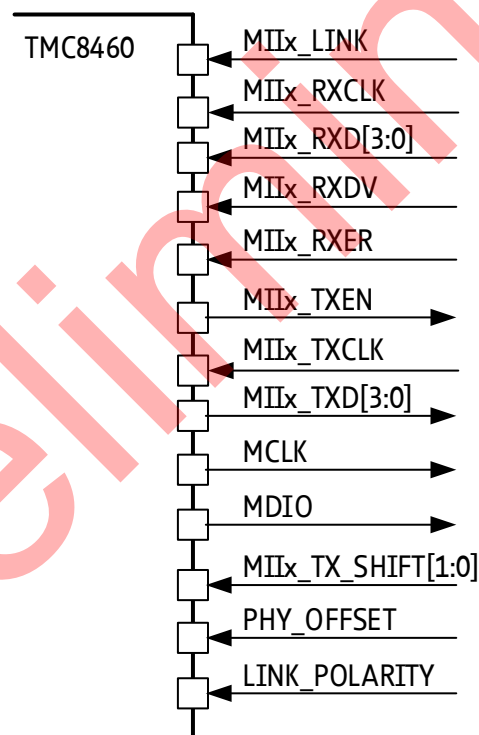 TMC8460
MIIx_LINK
MIIx_RXCLK
MIIx_RXD[3:0]
MIIx_RXDV
MIIx_RXER
MIIx_TXEN
MIIx_TXCLK
MIIx_TXD[3:0]
MCLK
MDIO
MIIx_TX_SHIFT[1:0]
PHY_OFFSET
LINK_POLARITY
elimin